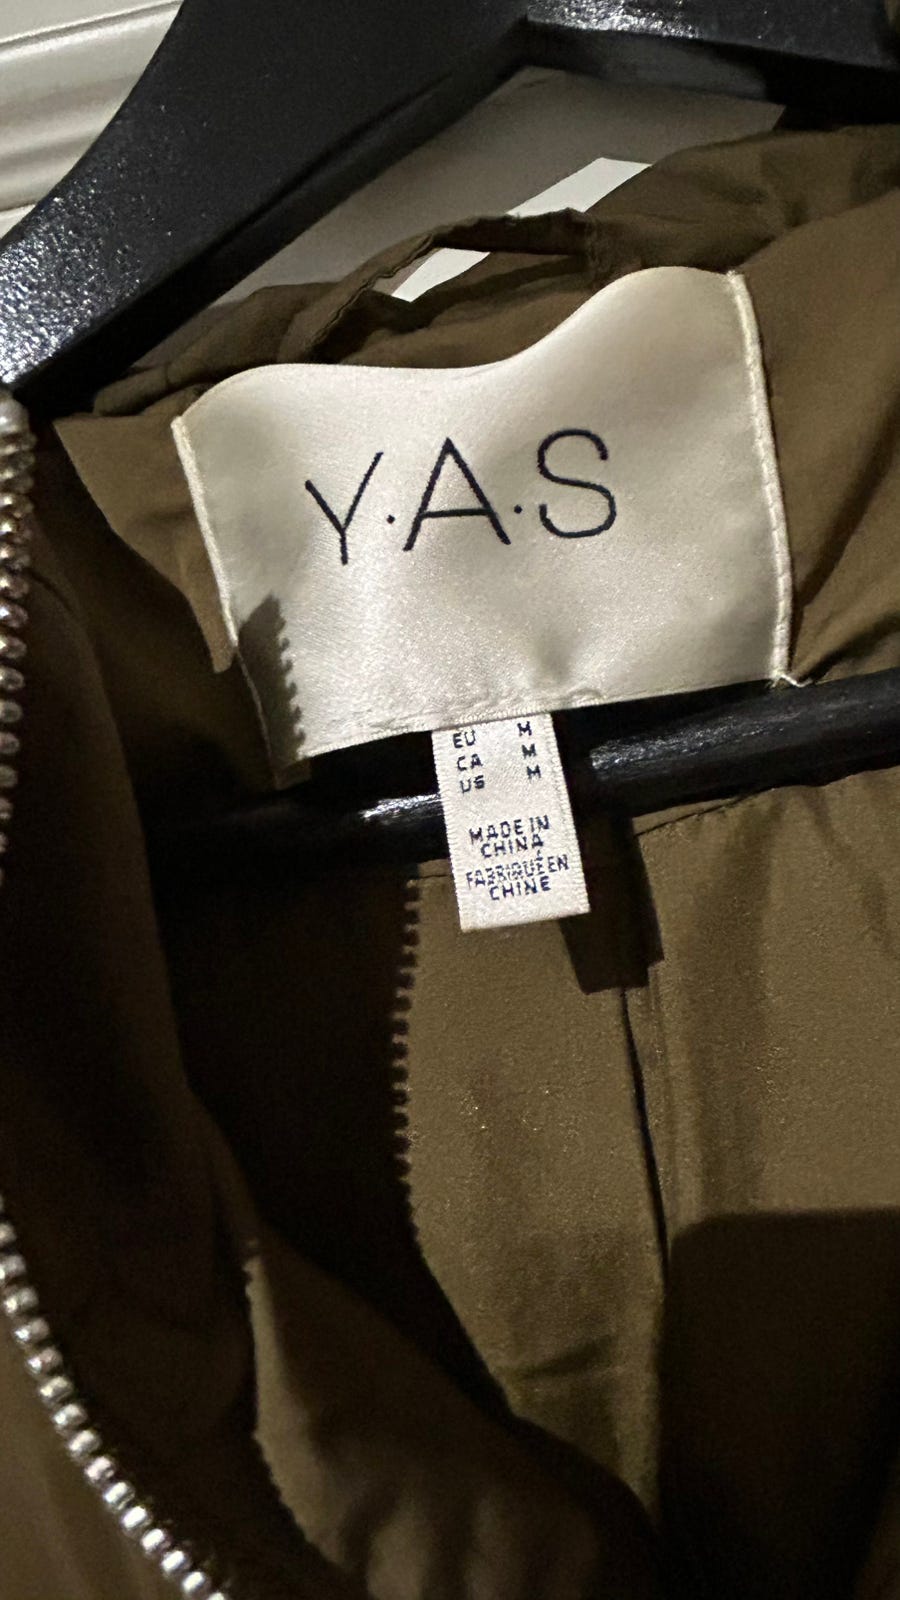 Y·A·S
EU M
CA M
US M
MADE IN
CHINA
FABRIQUÉ EN
CHINE